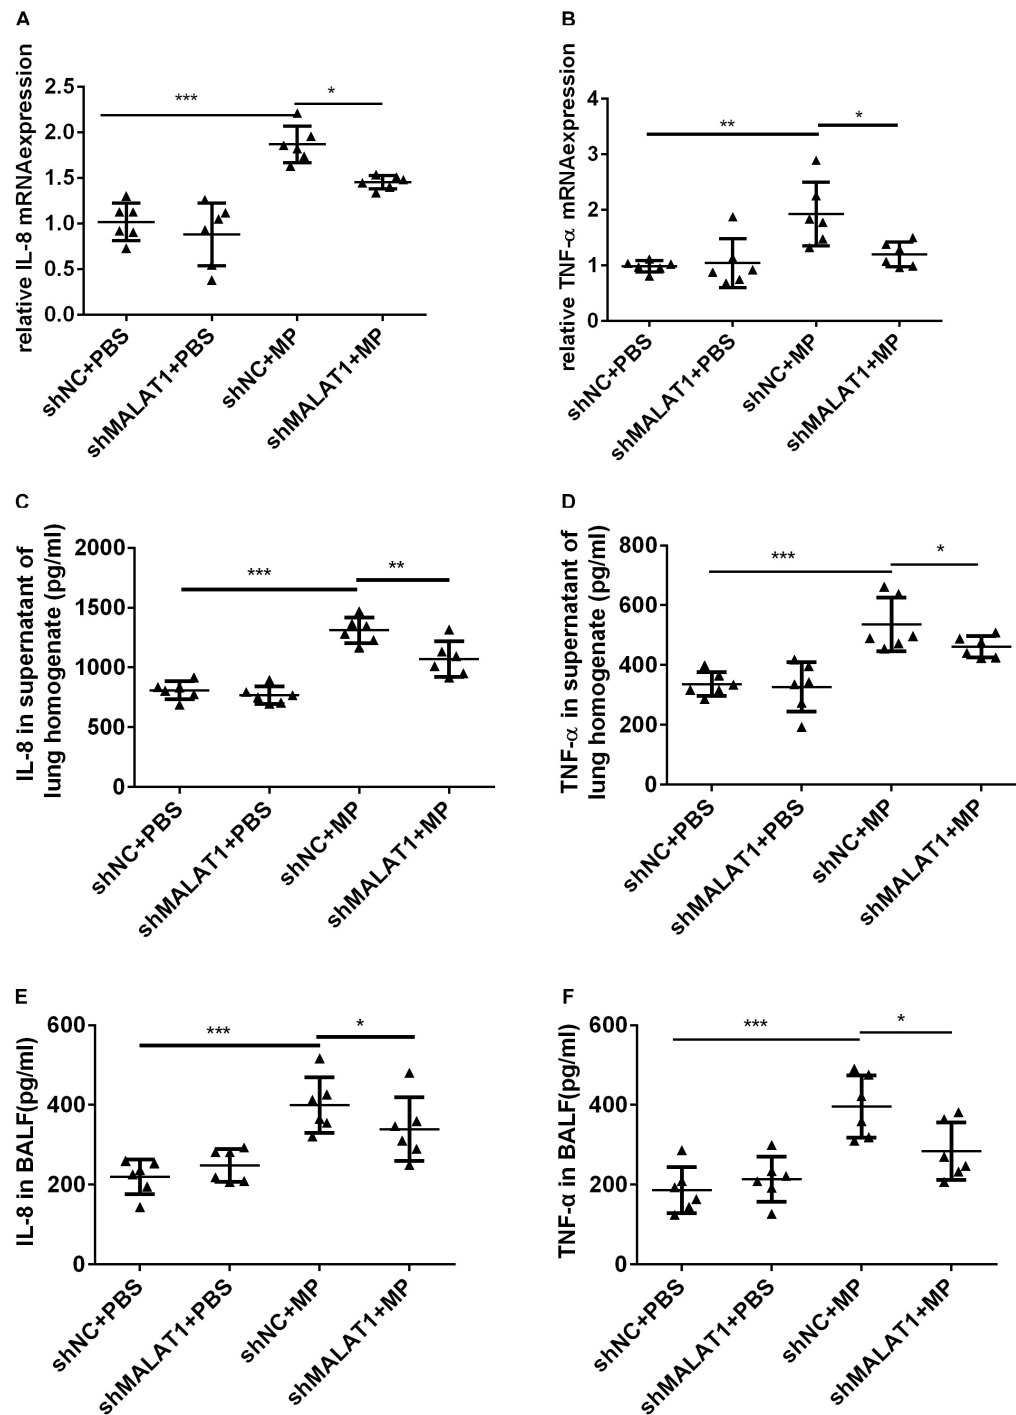 A
relative IL-8 mRNAexpression
2.5
2.0
1.5
1.0
0.5
0.0
***
*
shNC+PBS
shMALAT1+PBS
shNC+MP
shMALAT1+MP
B
relative TNF-α mRNAexpression
4
3
2
1
0
**
*
shNC+PBS
shMALAT1+PBS
shNC+MP
shMALAT1+MP
C
IL-8 in supernatant of
lung homogenate (pg/ml)
2000
1500
1000
500
0
***
**
shNC+PBS
shMALAT1+PBS
shNC+MP
shMALAT1+MP
D
TNF-α in supernatant of
lung homogenate (pg/ml)
800
600
400
200
0
***
*
shNC+PBS
shMALAT1+PBS
shNC+MP
shMALAT1+MP
E
IL-8 in BALF(pg/ml)
600
400
200
0
***
*
shNC+PBS
shMALAT1+PBS
shNC+MP
shMALAT1+MP
F
TNF-α in BALF(pg/ml)
600
400
200
0
***
*
shNC+PBS
shMALAT1+PBS
shNC+MP
shMALAT1+MP